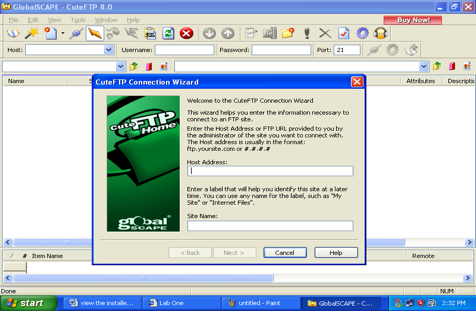 GlobalSCAPE - CuteFTP 8.0
File Edit View Tools Window Help
Buy Now!
Host: Username: Password: Port: 21
Name
Attributes Descriptio
CuteFTP Connection Wizard
Welcome to the CuteFTP Connection Wizard
This wizard helps you enter the information necessary to
connect to an FTP site.
Enter the Host Address or FTP URL provided to you by
the administrator of the site you want to connect with.
The Host address is usually in the format:
ftp.yoursite.com or #.#.#.#
Host Address:
Enter a label that will help you identify this site at a later
time. You can use any name for the label, such as "My
Site" or "Internet Files".
Site Name:
CuteFTP
Home
globalSCAPE
< Back Next > Cancel Help
/ # Item Name Remote
Done NUM
start view the installe... Lab One untitled - Paint GlobalSCAPE - C... 2:32 PM